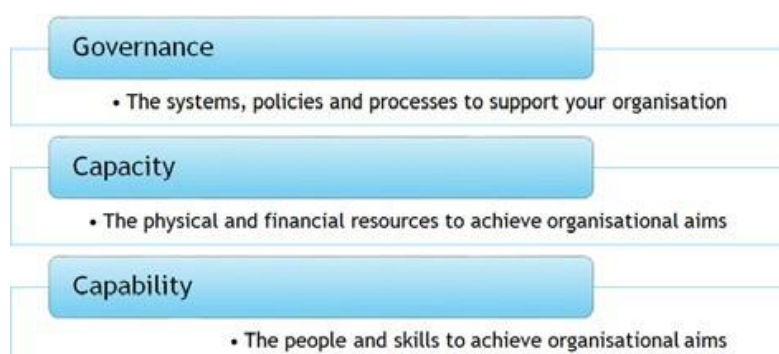 Governance
• The systems, policies and processes to support your organisation
Capacity
• The physical and financial resources to achieve organisational aims
Capability
• The people and skills to achieve organisational aims